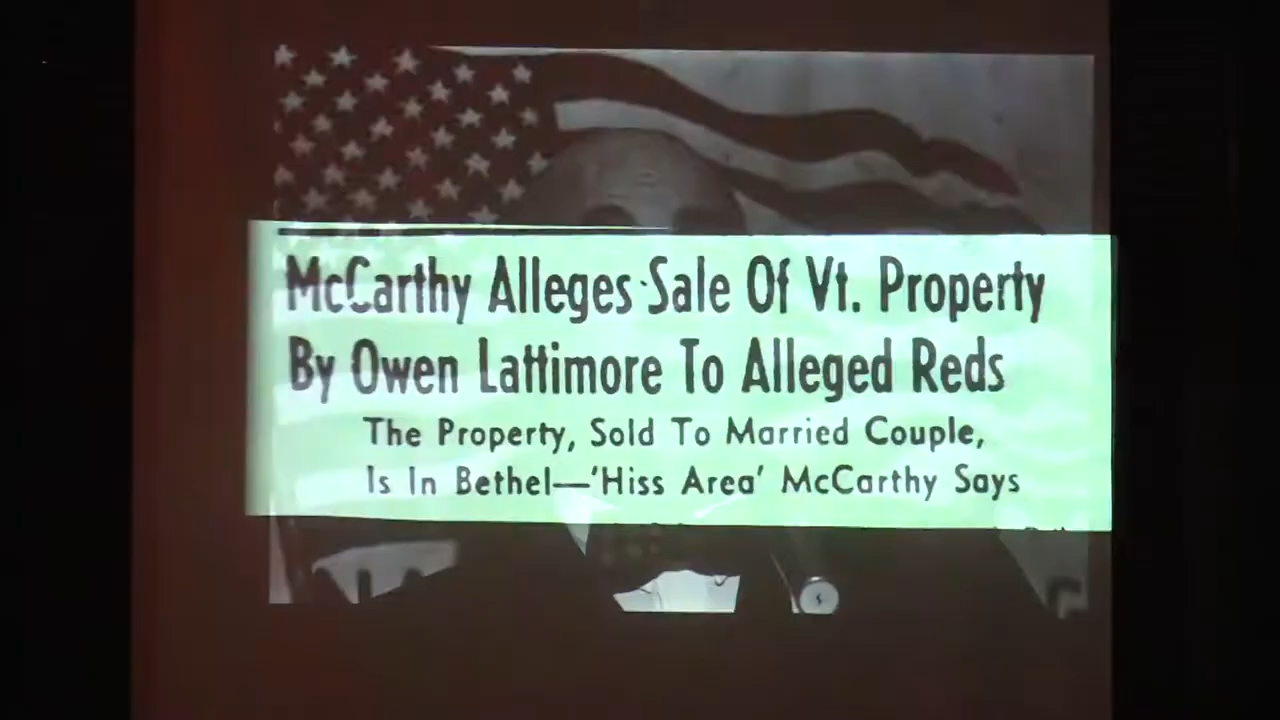 McCarthy Alleges Sale Of Vt. Property
By Owen Lattimore To Alleged Reds
The Property, Sold To Married Couple,
Is In Bethel—'Hiss Area' McCarthy Says